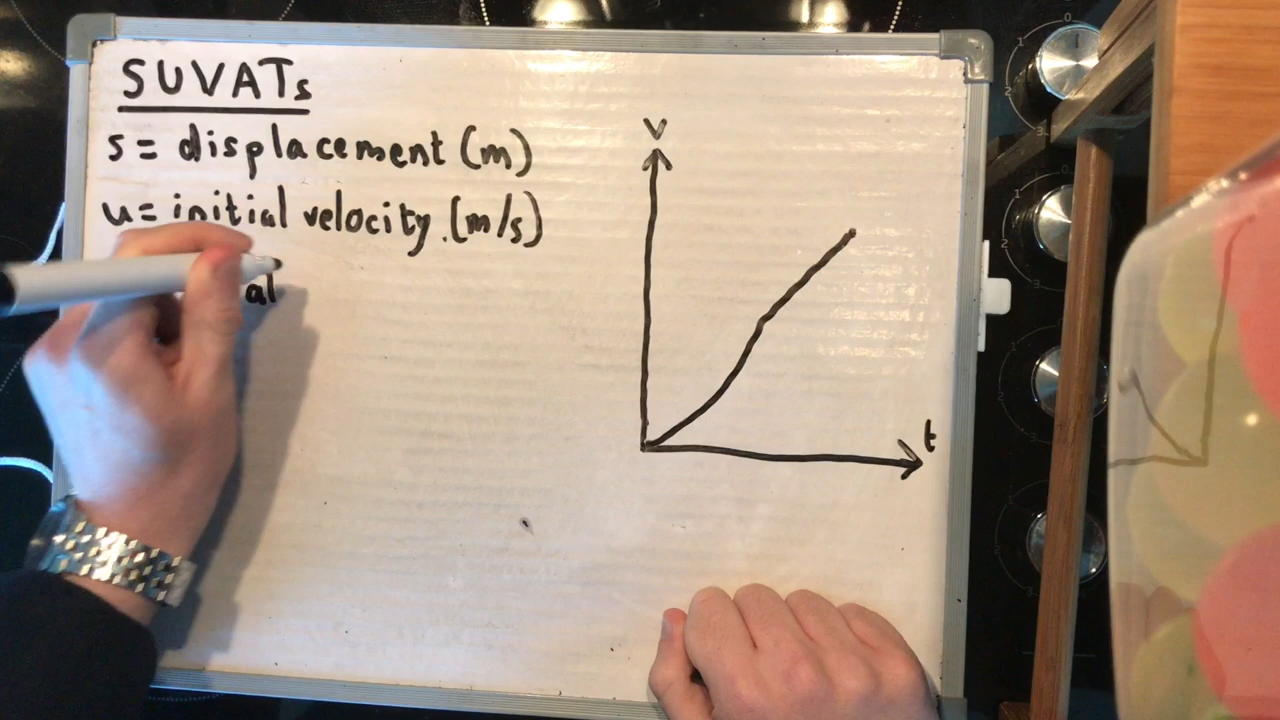 SUVATs
s = displacement (m)
u = initial velocity. (m/s)
al
v
t